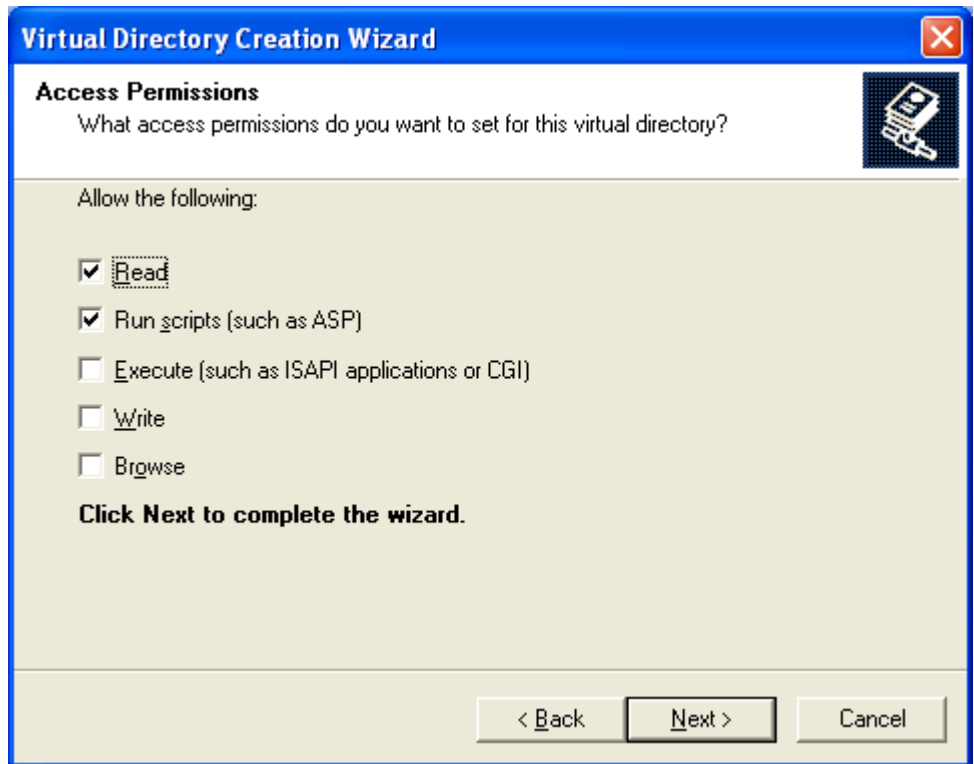 Virtual Directory Creation Wizard
Access Permissions
What access permissions do you want to set for this virtual directory?
Allow the following:
Read
Run scripts (such as ASP)
Execute (such as ISAPI applications or CGI)
Write
Browse
Click Next to complete the wizard.
< Back Next > Cancel